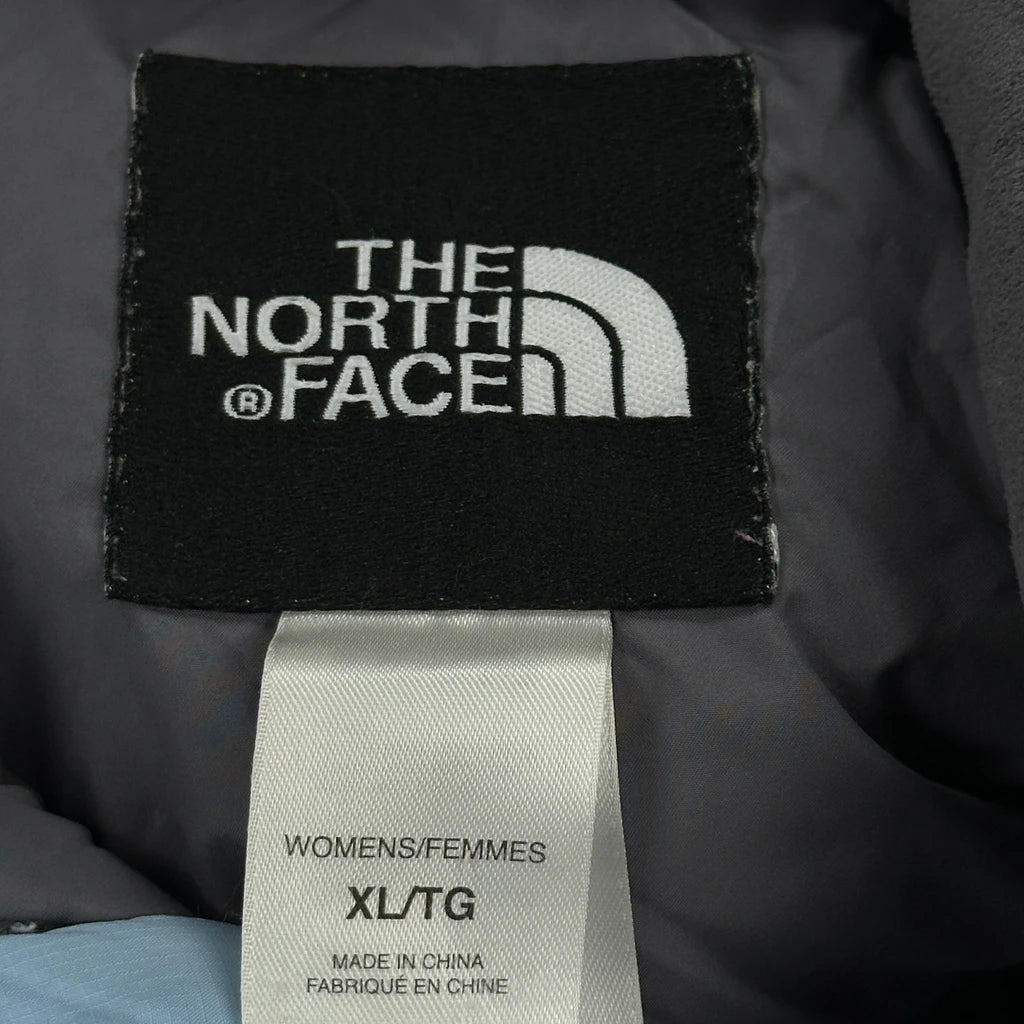 THE
NORTH
®FACE
WOMENS/FEMMES
XL/TG
MADE IN CHINA
FABRIQUÉ EN CHINE